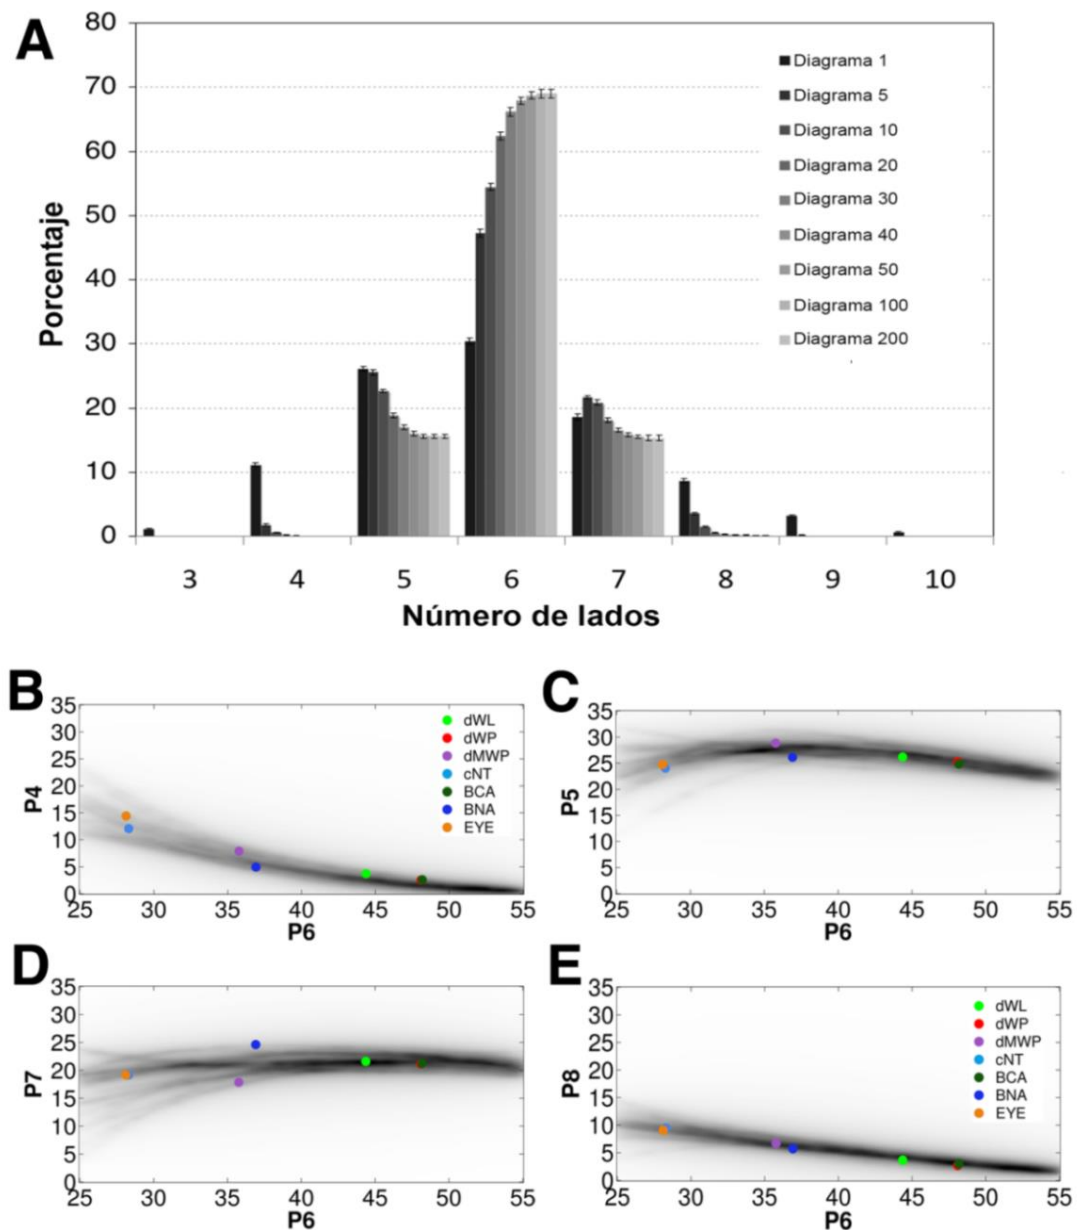 A
80
70
60
50
40
30
20
10
0
Porcentaje
Diagrama 1
Diagrama 5
Diagrama 10
Diagrama 20
Diagrama 30
Diagrama 40
Diagrama 50
Diagrama 100
Diagrama 200
3 4 5 6 7 8 9 10
Número de lados
B
35
30
25
20
15
10
5
0
P4
dWL
dWP
dMWP
cNT
BCA
BNA
EYE
25 30 35 40 45 50 55
P6
C
35
30
25
20
15
10
5
0
P5
25 30 35 40 45 50 55
P6
D
35
30
25
20
15
10
5
0
P7
25 30 35 40 45 50 55
P6
E
35
30
25
20
15
10
5
0
P8
dWL
dWP
dMWP
cNT
BCA
BNA
EYE
25 30 35 40 45 50 55
P6